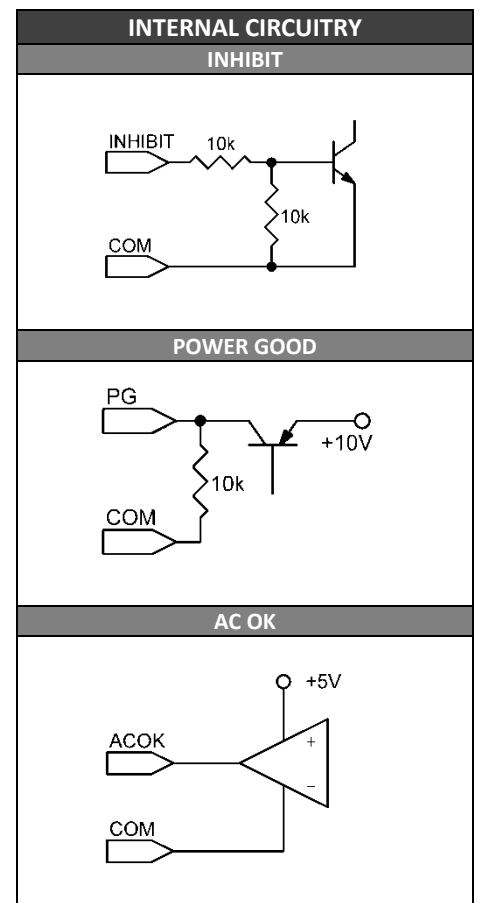 INTERNAL CIRCUITRY
INHIBIT
INHIBIT
10k
10k
COM
POWER GOOD
PG
+10V
10k
COM
AC OK
+5V
ACOK
+
−
COM